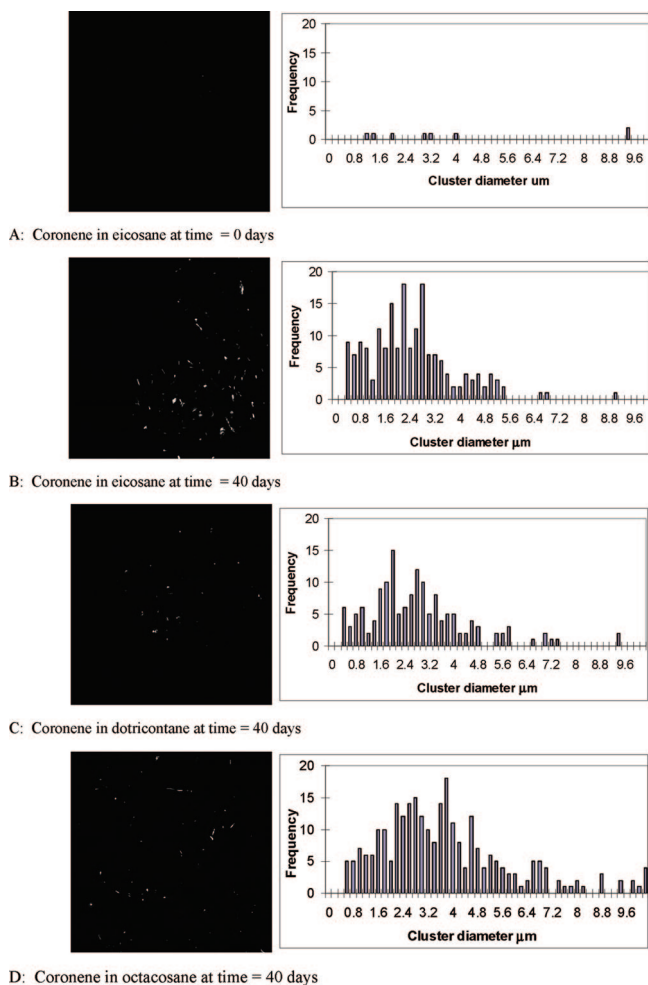 20
15
10
5
0
Frequency
0 0.8 1.6 2.4 3.2 4 4.8 5.6 6.4 7.2 8 8.8 9.6
Cluster diameter um
A: Coronene in eicosane at time = 0 days
20
15
10
5
0
Frequency
0 0.8 1.6 2.4 3.2 4 4.8 5.6 6.4 7.2 8 8.8 9.6
Cluster diameter μm
B: Coronene in eicosane at time = 40 days
20
15
10
5
0
Frequency
0 0.8 1.6 2.4 3.2 4 4.8 5.6 6.4 7.2 8 8.8 9.6
Cluster diameter μm
C: Coronene in dotricontane at time = 40 days
20
15
10
5
0
Frequency
0 0.8 1.6 2.4 3.2 4 4.8 5.6 6.4 7.2 8 8.8 9.6
Cluster diameter μm
D: Coronene in octacosane at time = 40 days